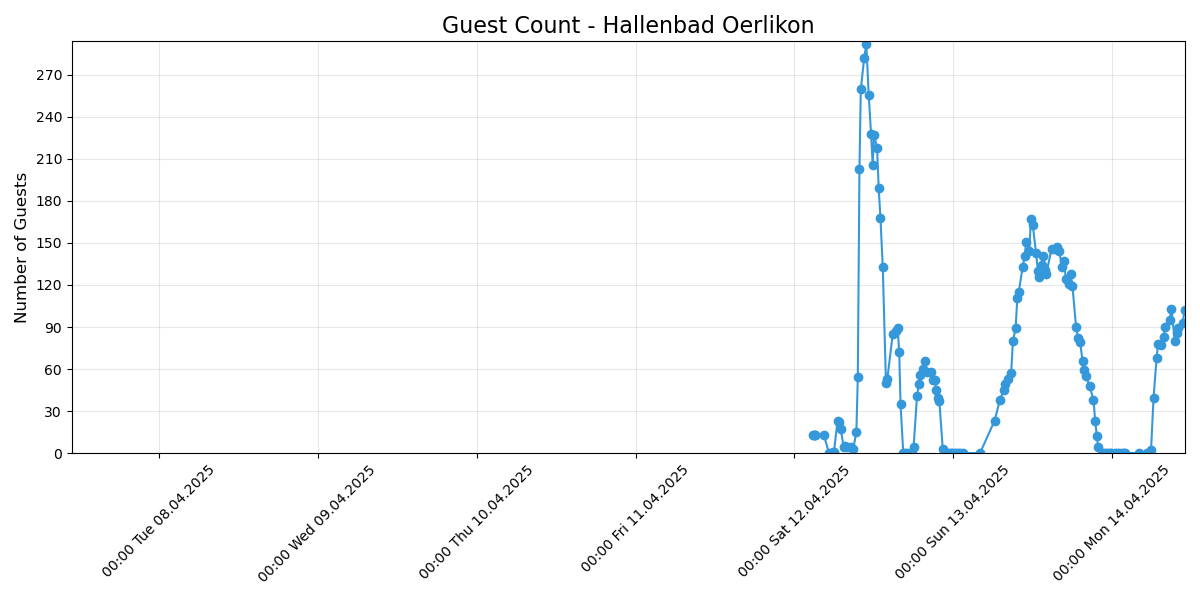 Guest Count - Hallenbad Oerlikon
Number of Guests
270
240
210
180
150
120
90
60
30
0
00:00 Tue 08.04.2025
00:00 Wed 09.04.2025
00:00 Thu 10.04.2025
00:00 Fri 11.04.2025
00:00 Sat 12.04.2025
00:00 Sun 13.04.2025
00:00 Mon 14.04.2025